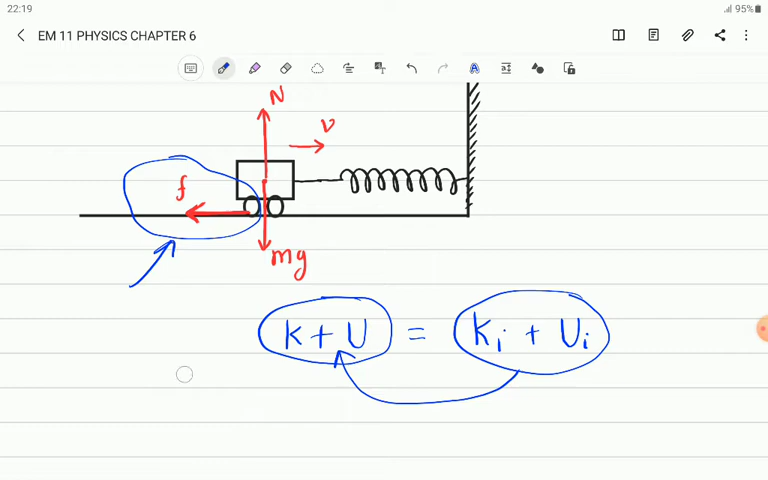 22:19
95%
EM 11 PHYSICS CHAPTER 6
N
v
f
mg
K + U = Ki + Ui